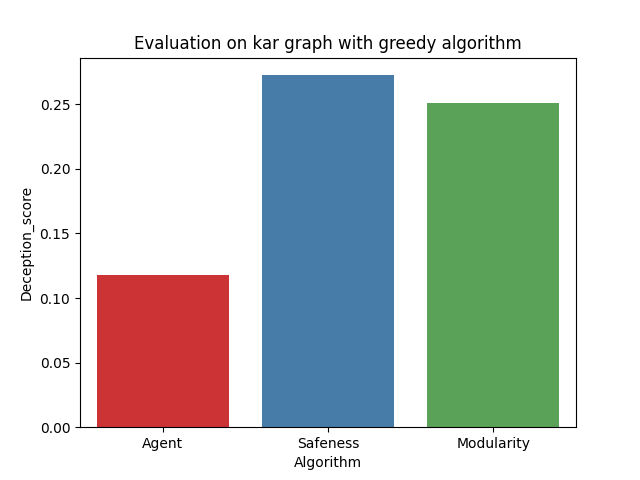 Evaluation on kar graph with greedy algorithm
Deception_score
0.25
0.20
0.15
0.10
0.05
0.00
Agent
Safeness
Modularity
Algorithm